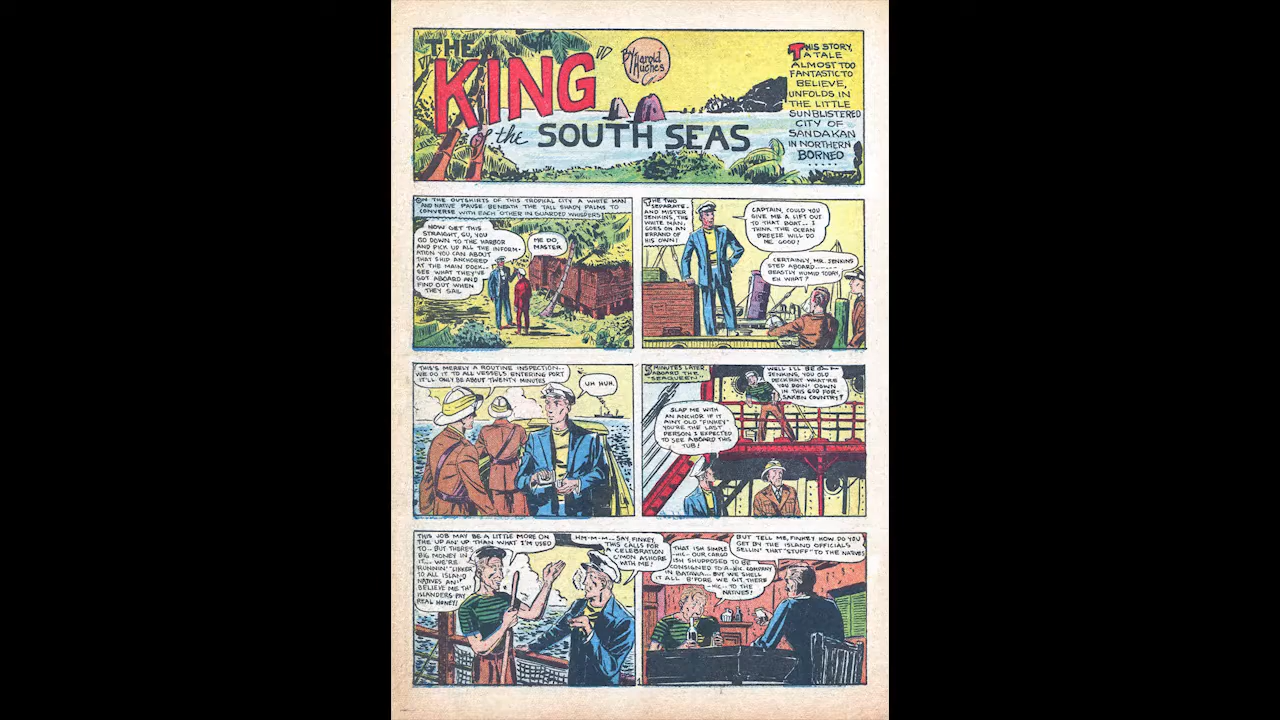 THE
"KING"
of the SOUTH SEAS
By Harold
Hughes
THIS STORY,
A TALE
ALMOST TOO
FANTASTIC TO
BELIEVE,
UNFOLDS IN
THE LITTLE
SUNBLISTERED
CITY OF
SANDAKAN
IN NORTHERN
BORNEO
.....
ON THE OUTSKIRTS OF THIS TROPICAL CITY A WHITE MAN
AND NATIVE PAUSE BENEATH THE TALL SHADY PALMS TO
CONVERSE WITH EACH OTHER IN GUARDED WHISPERS!
NOW GET THIS
STRAIGHT, SU, YOU
GO DOWN TO THE HARBOR
AND PICK UP ALL THE INFORM-
ATION YOU CAN ABOUT
THAT SHIP ANCHORED
AT THE MAIN DOCK..
SEE WHAT THEY'VE
GOT ABOARD AND
FIND OUT WHEN
THEY SAIL
ME DO,
MASTER
THE TWO
SEPARATE-
AND MISTER
JENKINS, THE
WHITE MAN,
GOES ON AN
ERRAND OF
HIS OWN!
CAPTAIN, COULD YOU
GIVE ME A LIFT OUT
TO THAT BOAT.. I
THINK THE OCEAN
BREEZE WILL DO
ME GOOD!
CERTAINLY, MR. JENKINS
STEP ABOARD......
BEASTLY HUMID TODAY,
EH WHAT?
THIS'S MERELY A ROUTINE INSPECTION--
WE DO IT TO ALL VESSELS ENTERING PORT
IT'LL ONLY BE ABOUT TWENTY MINUTES
UH HUH.
5 MINUTES LATER,
ABOARD THE
"SEAQUEEN."
WELL I'LL BE
JENKINS, YOU OLD
DECKRAT WHAT'RE
YOU DOIN' DOWN
IN THIS GOD FOR-
SAKEN COUNTRY?
SLAP ME WITH
AN ANCHOR IF IT
AINT OLD "FINKEY"
YOU'RE THE LAST
PERSON I EXPECTED
TO SEE ABOARD THIS
TUB!
THIS JOB MAY BE A LITTLE MORE ON
THE 'UP AN' UP THAN WHAT I'M USED
TO.. BUT THERE'S
BIG MONEY IN
IT... WE'RE
RUNNIN' "LIKKER"
TO ALL ISLAND
NATIVES AN'
BELIEVE ME TH'
ISLANDERS PAY
REAL MONEY!
HM-M-M.. SAY, FINKEY,
THIS CALLS FOR
A CELEBRATION
C'MON ASHORE
WITH ME!
THAT ISH SIMPLE
-HIC- OUR CARGO
ISH SHUPPOSED TO BE
CONSIGNED TO A-HIC COMPANY
IN BATAVIA... BUT WE SHELL
IT ALL B'FORE WE GIT THERE
-HIC-.. TO THE
NATIVES!
BUT TELL ME, FINKEY HOW DO YOU
GET BY THE ISLAND OFFICIALS
SELLIN' THAT "STUFF" TO THE NATIVES